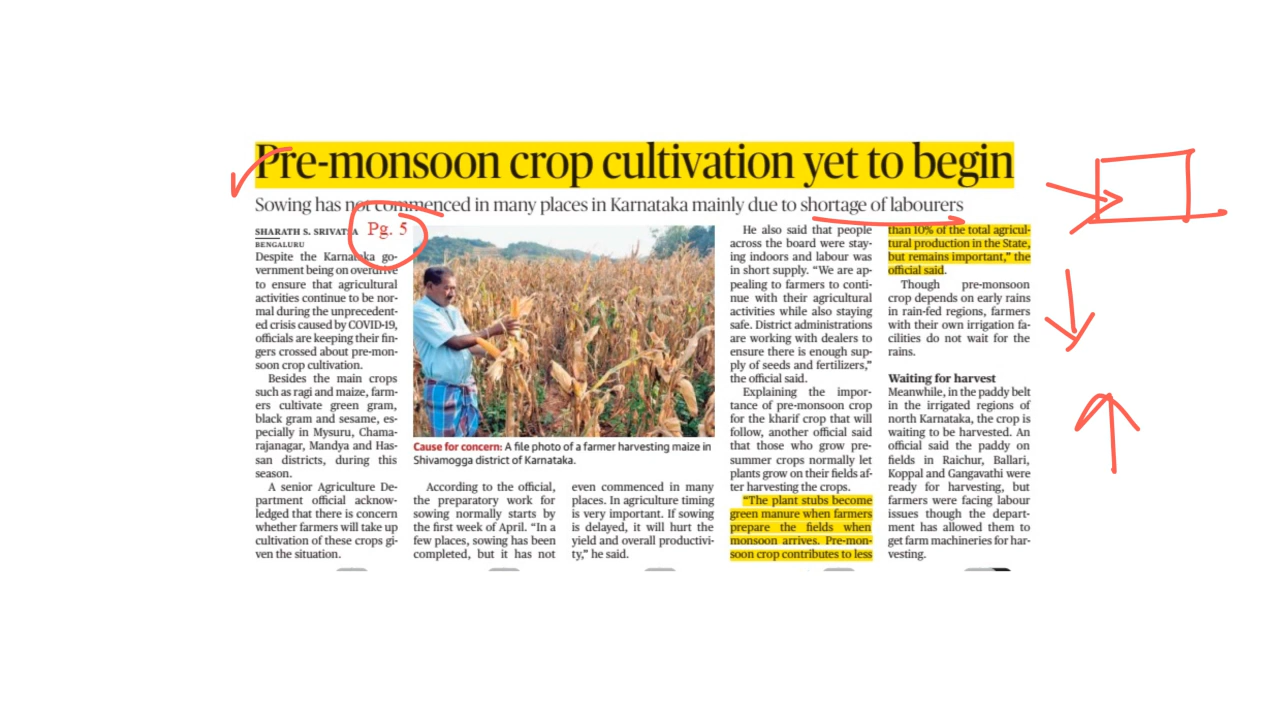 Pre-monsoon crop cultivation yet to begin
Sowing has not commenced in many places in Karnataka mainly due to shortage of labourers
SHARATH S. SRIVATSA
BENGALURU
Pg. 5
Despite the Karnataka go-
vernment being on overdrive
to ensure that agricultural
activities continue to be nor-
mal during the unprecedent-
ed crisis caused by COVID-19,
officials are keeping their fin-
gers crossed about pre-mon-
soon crop cultivation.
Besides the main crops
such as ragi and maize, farm-
ers cultivate green gram,
black gram and sesame, es-
pecially in Mysuru, Chama-
rajanagar, Mandya and Has-
san districts, during this
season.
A senior Agriculture De-
partment official acknow-
ledged that there is concern
whether farmers will take up
cultivation of these crops gi-
ven the situation.
Cause for concern: A file photo of a farmer harvesting maize in
Shivamogga district of Karnataka.
According to the official,
the preparatory work for
sowing normally starts by
the first week of April. “In a
few places, sowing has been
completed, but it has not
even commenced in many
places. In agriculture timing
is very important. If sowing
is delayed, it will hurt the
yield and overall productivi-
ty,” he said.
He also said that people
across the board were stay-
ing indoors and labour was
in short supply. “We are ap-
pealing to farmers to conti-
nue with their agricultural
activities while also staying
safe. District administrations
are working with dealers to
ensure there is enough sup-
ply of seeds and fertilizers,”
the official said.
Explaining the impor-
tance of pre-monsoon crop
for the kharif crop that will
follow, another official said
that those who grow pre-
summer crops normally let
plants grow on their fields af-
ter harvesting the crops.
“The plant stubs become
green manure when farmers
prepare the fields when
monsoon arrives. Pre-mon-
soon crop contributes to less
than 10% of the total agricul-
tural production in the State,
but remains important,” the
official said.
Though pre-monsoon
crop depends on early rains
in rain-fed regions, farmers
with their own irrigation fa-
cilities do not wait for the
rains.
Waiting for harvest
Meanwhile, in the paddy belt
in the irrigated regions of
north Karnataka, the crop is
waiting to be harvested. An
official said the paddy on
fields in Raichur, Ballari,
Koppal and Gangavathi were
ready for harvesting, but
farmers were facing labour
issues though the depart-
ment has allowed them to
get farm machineries for har-
vesting.